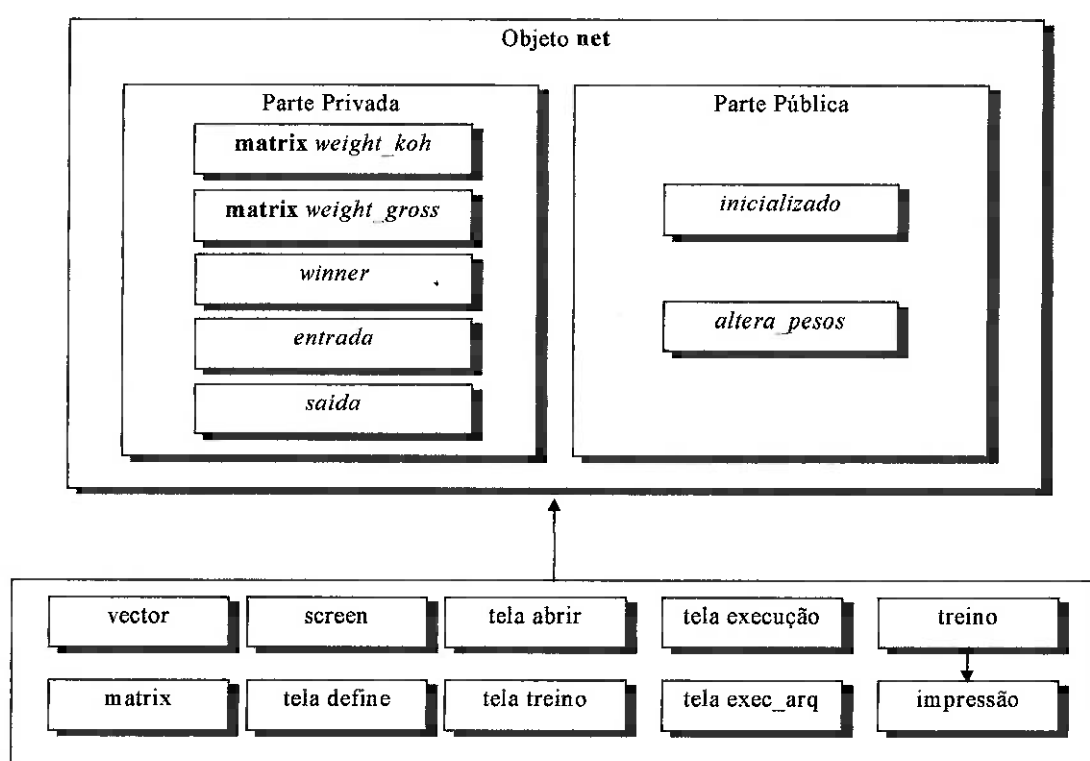 Objeto net
Parte Privada
matrix weight_koh
matrix weight_gross
winner
entrada
saida
Parte Pública
inicializado
altera_pesos
vector
screen
tela abrir
tela execução
treino
matrix
tela define
tela treino
tela exec_arq
impressão